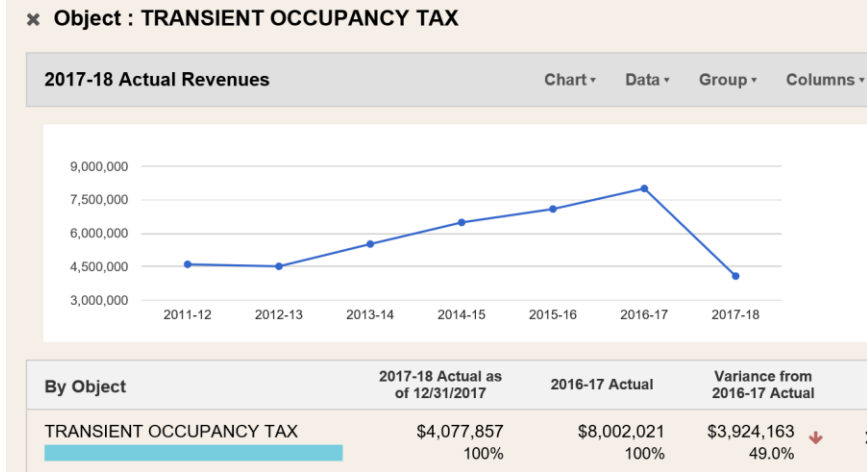 ✖ Object : TRANSIENT OCCUPANCY TAX
2017-18 Actual Revenues Chart ▾ Data ▾ Group ▾ Columns ▾
9,000,000
7,500,000
6,000,000
4,500,000
3,000,000
2011-12 2012-13 2013-14 2014-15 2015-16 2016-17 2017-18
By Object 2017-18 Actual as of 12/31/2017 2016-17 Actual Variance from 2016-17 Actual
TRANSIENT OCCUPANCY TAX $4,077,857 $8,002,021 $3,924,163
100% 100% 49.0%